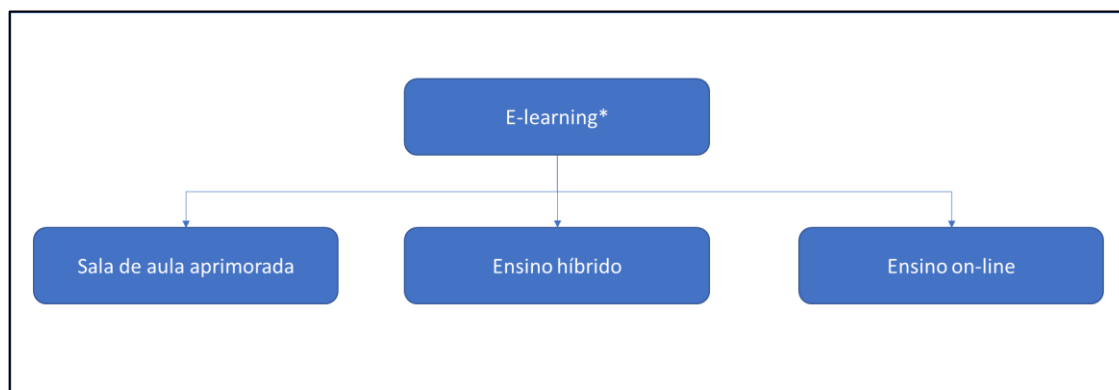 E-learning*
Sala de aula aprimorada
Ensino híbrido
Ensino on-line